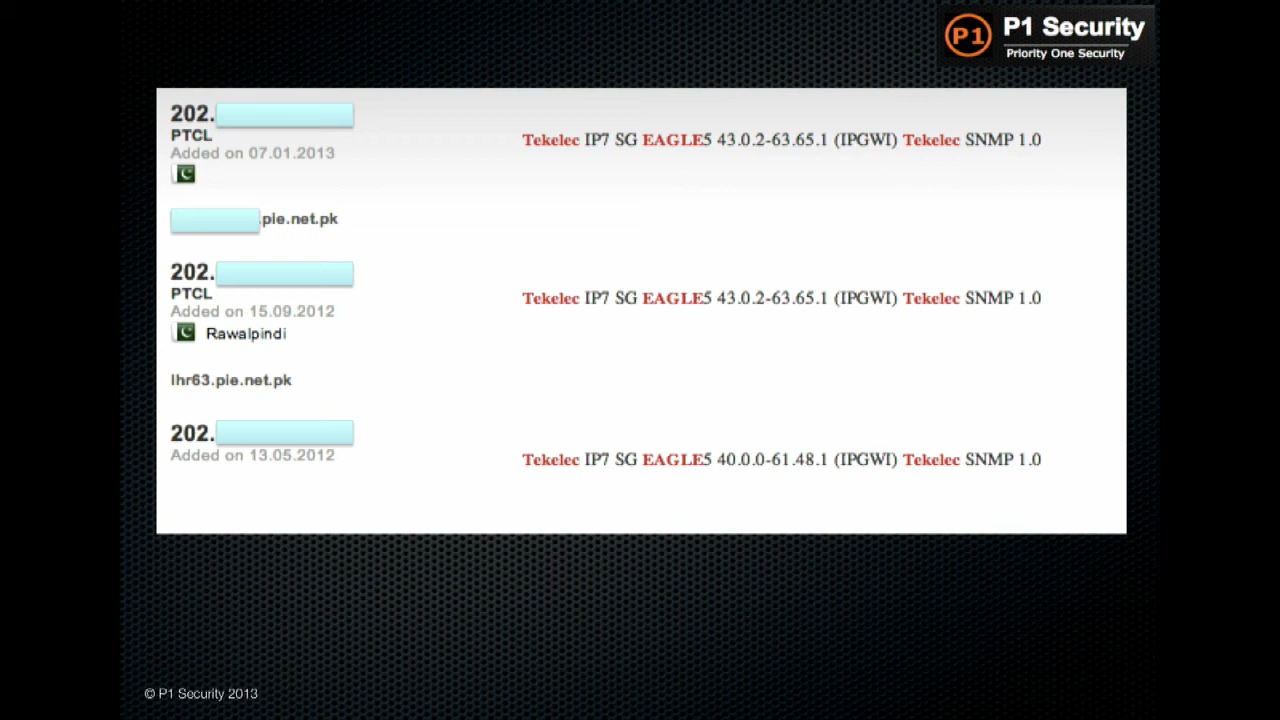 P1 P1 Security
Priority One Security
202.
PTCL
Added on 07.01.2013
Tekelec IP7 SG EAGLE5 43.0.2-63.65.1 (IPGWI) Tekelec SNMP 1.0
.pie.net.pk
202.
PTCL
Added on 15.09.2012
Rawalpindi
Tekelec IP7 SG EAGLE5 43.0.2-63.65.1 (IPGWI) Tekelec SNMP 1.0
lhr63.pie.net.pk
202.
Added on 13.05.2012
Tekelec IP7 SG EAGLE5 40.0.0-61.48.1 (IPGWI) Tekelec SNMP 1.0
© P1 Security 2013